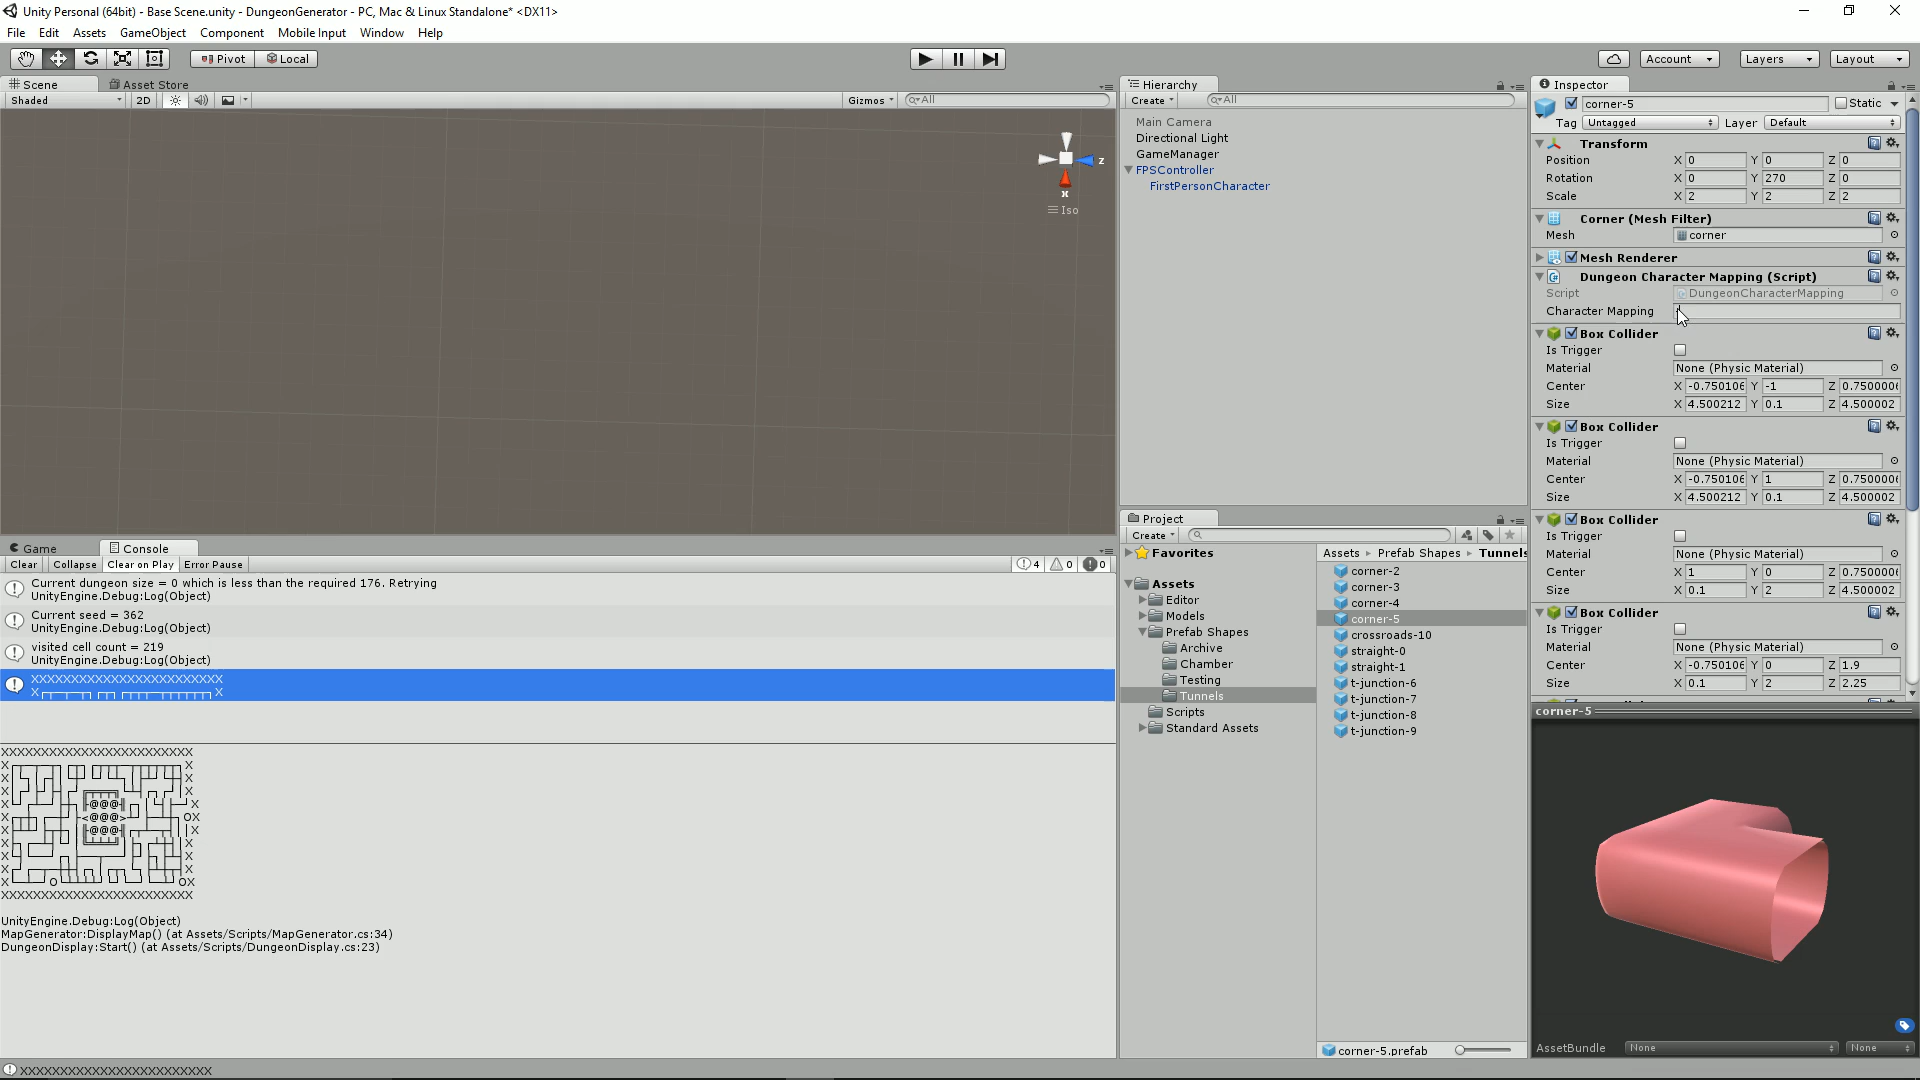 Unity Personal (64bit) - Base Scene.unity - DungeonGenerator - PC, Mac & Linux Standalone* <DX11>
File Edit Assets GameObject Component Mobile Input Window Help
Pivot Local
Account Layers Layout
Scene Asset Store
Shaded 2D Gizmos All
z
x
Iso
Hierarchy
Create All
Main Camera
Directional Light
GameManager
FPSController
FirstPersonCharacter
Inspector
corner-5 Static
Tag Untagged Layer Default
Transform
Position X 0 Y 0 Z 0
Rotation X 0 Y 270 Z 0
Scale X 2 Y 2 Z 2
Corner (Mesh Filter)
Mesh corner
Mesh Renderer
Dungeon Character Mapping (Script)
Script DungeonCharacterMapping
Character Mapping
Box Collider
Is Trigger
Material None (Physic Material)
Center X -0.750106 Y -1 Z 0.7500006
Size X 4.500212 Y 0.1 Z 4.500002
Box Collider
Is Trigger
Material None (Physic Material)
Center X -0.750106 Y 1 Z 0.7500006
Size X 4.500212 Y 0.1 Z 4.500002
Box Collider
Is Trigger
Material None (Physic Material)
Center X 1 Y 0 Z 0.7500006
Size X 0.1 Y 2 Z 4.500002
Box Collider
Is Trigger
Material None (Physic Material)
Center X -0.750106 Y 0 Z 1.9
Size X 0.1 Y 2 Z 2.25
corner-5
AssetBundle None None
Game Console
Clear Collapse Clear on Play Error Pause 4 0 0
Current dungeon size = 0 which is less than the required 176. Retrying
UnityEngine.Debug:Log(Object)
Current seed = 362
UnityEngine.Debug:Log(Object)
visited cell count = 219
UnityEngine.Debug:Log(Object)
XXXXXXXXXXXXXXXXXXXXXXXX
XXXXXXXXXXXXXXXXXXXXXXXX
@@@
<@@@>
@@@
XXXXXXXXXXXXXXXXXXXXXXXX
UnityEngine.Debug:Log(Object)
MapGenerator:DisplayMap() (at Assets/Scripts/MapGenerator.cs:34)
DungeonDisplay:Start() (at Assets/Scripts/DungeonDisplay.cs:23)
XXXXXXXXXXXXXXXXXXXXXXXX
Project
Create
Favorites
Assets
Editor
Models
Prefab Shapes
Archive
Chamber
Testing
Tunnels
Scripts
Standard Assets
Assets Prefab Shapes Tunnels
corner-2
corner-3
corner-4
corner-5
crossroads-10
straight-0
straight-1
t-junction-6
t-junction-7
t-junction-8
t-junction-9
corner-5.prefab